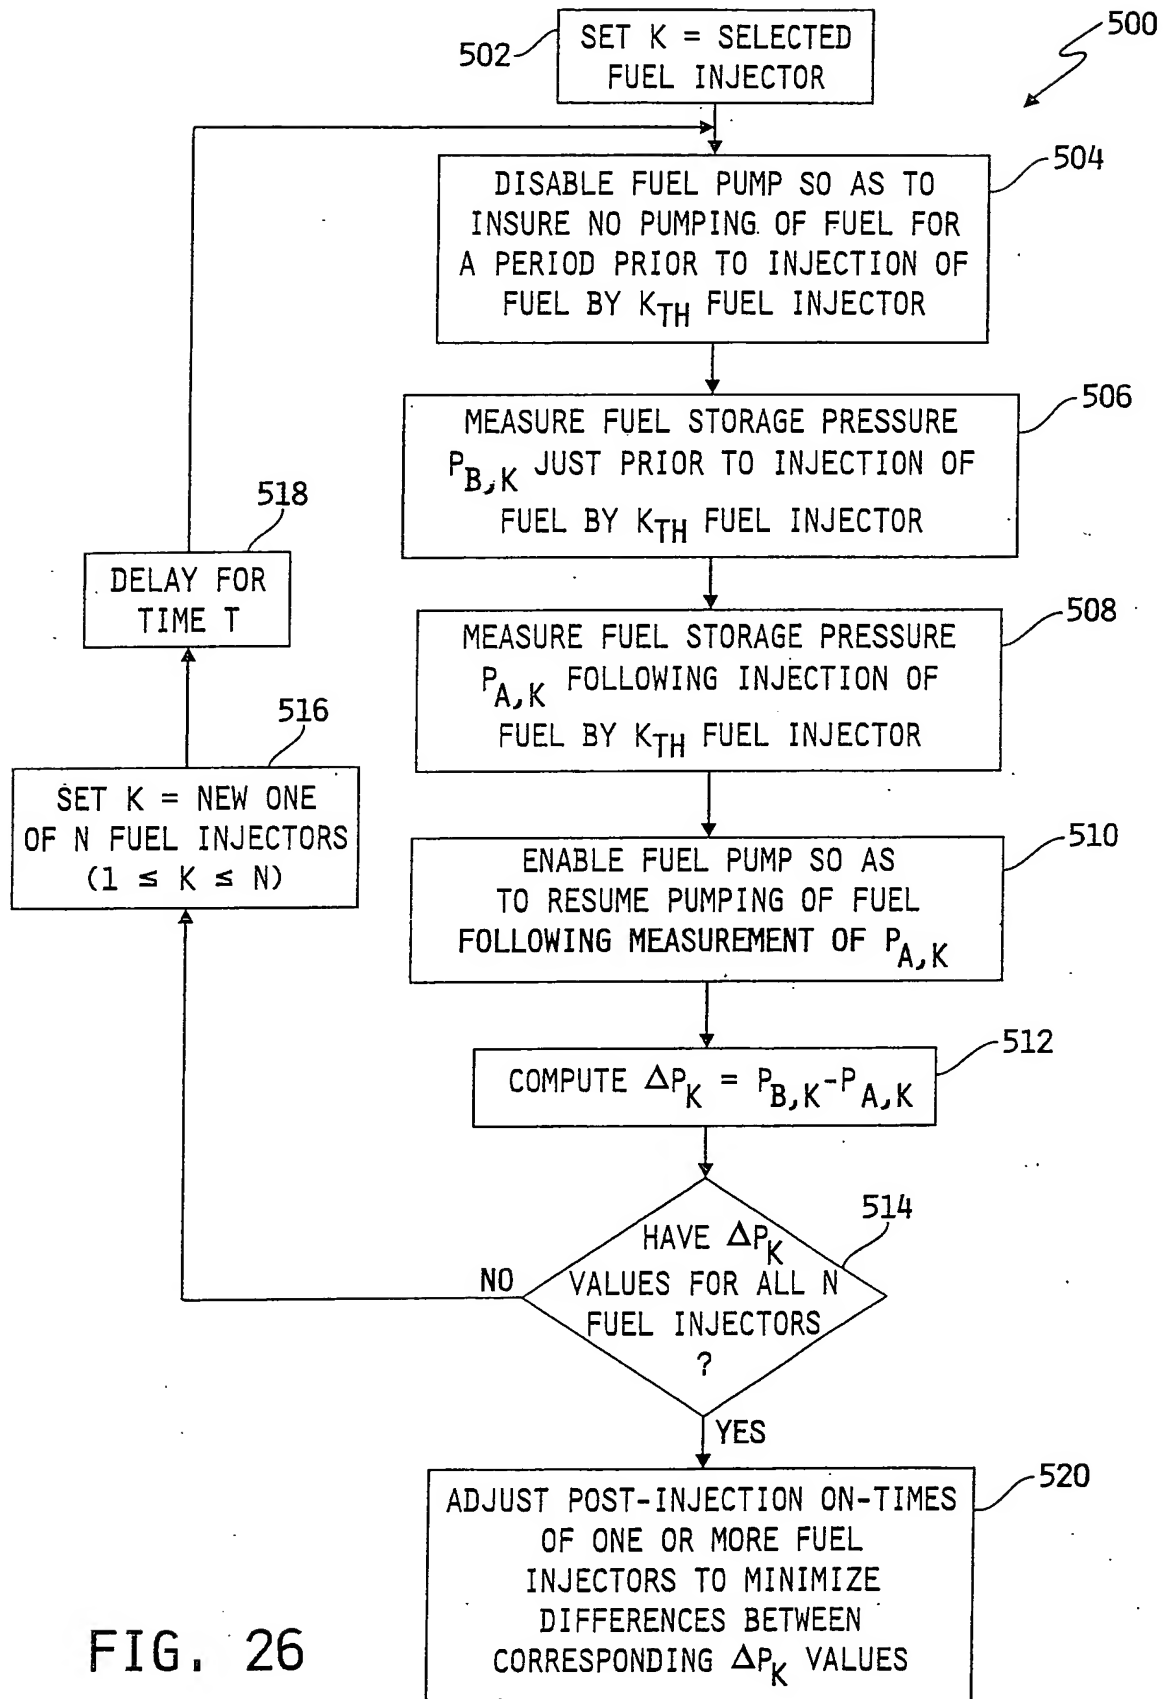 500
502
SET K = SELECTED
FUEL INJECTOR
504
DISABLE FUEL PUMP SO AS TO
INSURE NO PUMPING OF FUEL FOR
A PERIOD PRIOR TO INJECTION OF
FUEL BY KTH FUEL INJECTOR
506
MEASURE FUEL STORAGE PRESSURE
PB,K JUST PRIOR TO INJECTION OF
FUEL BY KTH FUEL INJECTOR
508
MEASURE FUEL STORAGE PRESSURE
PA,K FOLLOWING INJECTION OF
FUEL BY KTH FUEL INJECTOR
510
ENABLE FUEL PUMP SO AS
TO RESUME PUMPING OF FUEL
FOLLOWING MEASUREMENT OF PA,K
512
COMPUTE ΔPK = PB,K-PA,K
514
HAVE ΔPK
VALUES FOR ALL N
FUEL INJECTORS
?
NO
516
SET K = NEW ONE
OF N FUEL INJECTORS
(1 ≤ K ≤ N)
518
DELAY FOR
TIME T
YES
520
ADJUST POST-INJECTION ON-TIMES
OF ONE OR MORE FUEL
INJECTORS TO MINIMIZE
DIFFERENCES BETWEEN
CORRESPONDING ΔPK VALUES
FIG. 26